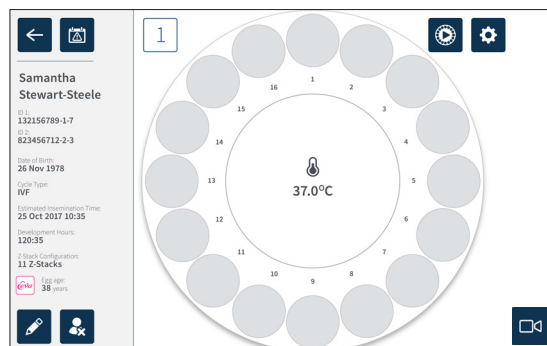 Samantha
Stewart-Steele
ID 1:
132156789-1-7
ID 2:
823456712-2-3
Date of Birth:
26 Nov 1978
Cycle Type:
IVF
Estimated Insemination Time:
25 Oct 2017 10:35
Development Hours:
120:35
Z-Stack Configuration:
11 Z-Stacks
eeva
Egg age:
38 years
1
1
2
3
4
5
6
7
8
9
10
11
12
13
14
15
16
37.0°C